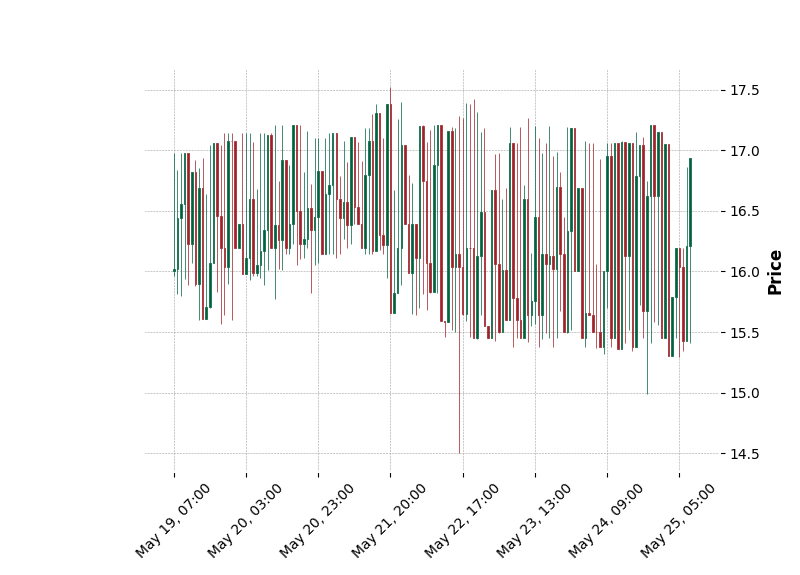 17.5
17.0
16.5
16.0
15.5
15.0
14.5
Price
May 19, 07:00
May 20, 03:00
May 20, 23:00
May 21, 20:00
May 22, 17:00
May 23, 13:00
May 24, 09:00
May 25, 05:00